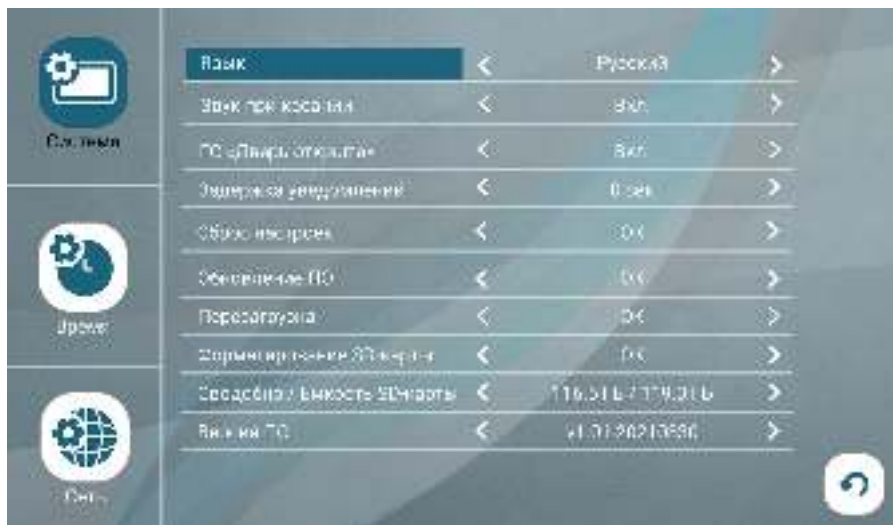 Язык
Русский
Звук при касании
Вкл
ГС «Дверь открыта»
Вкл
Задержка уведомлений
0 сек
Сброс настроек
OK
Обновление ПО
OK
Перезагрузка
OK
Форматирование SD-карты
OK
Свободно / Емкость SD-карты
Версия ПО
Система
Время
Сеть